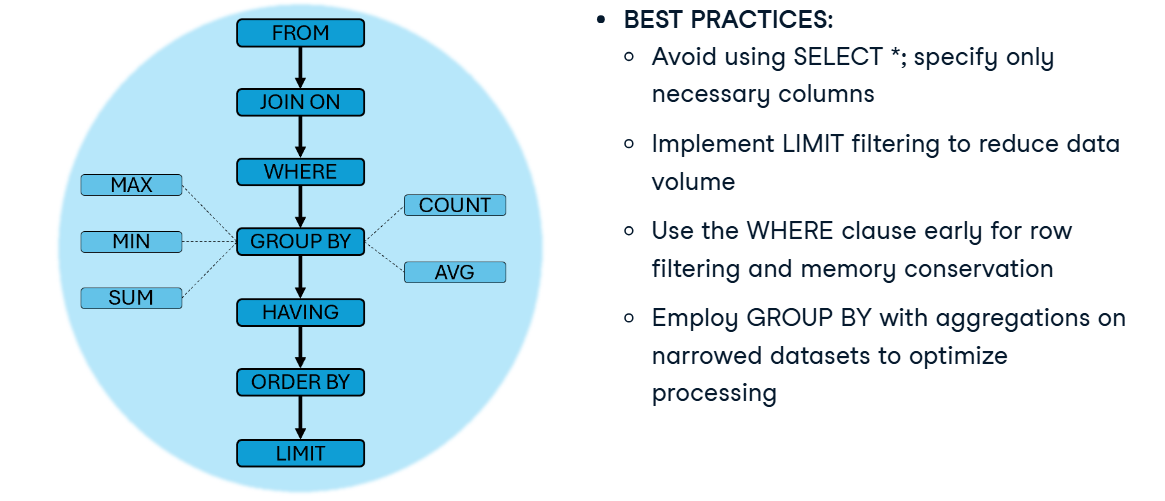 FROM
JOIN ON
WHERE
MAX
COUNT
MIN
GROUP BY
AVG
SUM
HAVING
ORDER BY
LIMIT
• BEST PRACTICES:
◦ Avoid using SELECT *; specify only
necessary columns
◦ Implement LIMIT filtering to reduce data
volume
◦ Use the WHERE clause early for row
filtering and memory conservation
◦ Employ GROUP BY with aggregations on
narrowed datasets to optimize
processing